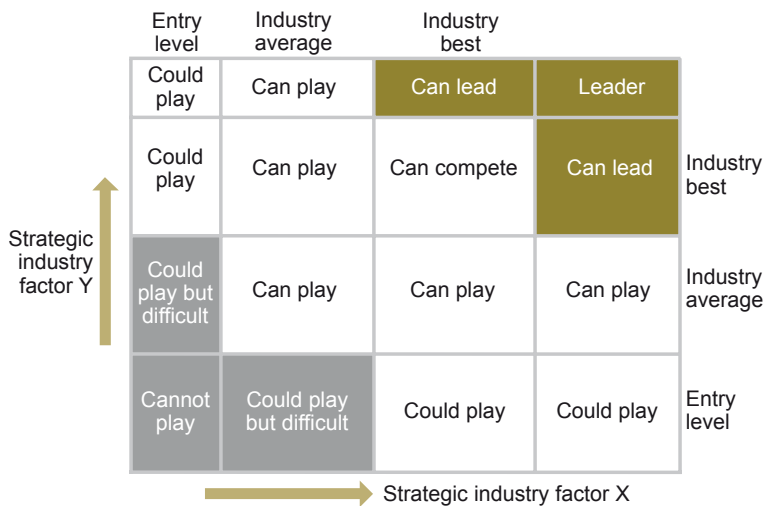 Entry
level
Industry
average
Industry
best
Could
play
Can play
Can lead
Leader
Could
play
Can play
Can compete
Can lead
Industry
best
Strategic
industry
factor Y
Could
play but
difficult
Can play
Can play
Can play
Industry
average
Cannot
play
Could play
but difficult
Could play
Could play
Entry
level
Strategic industry factor X